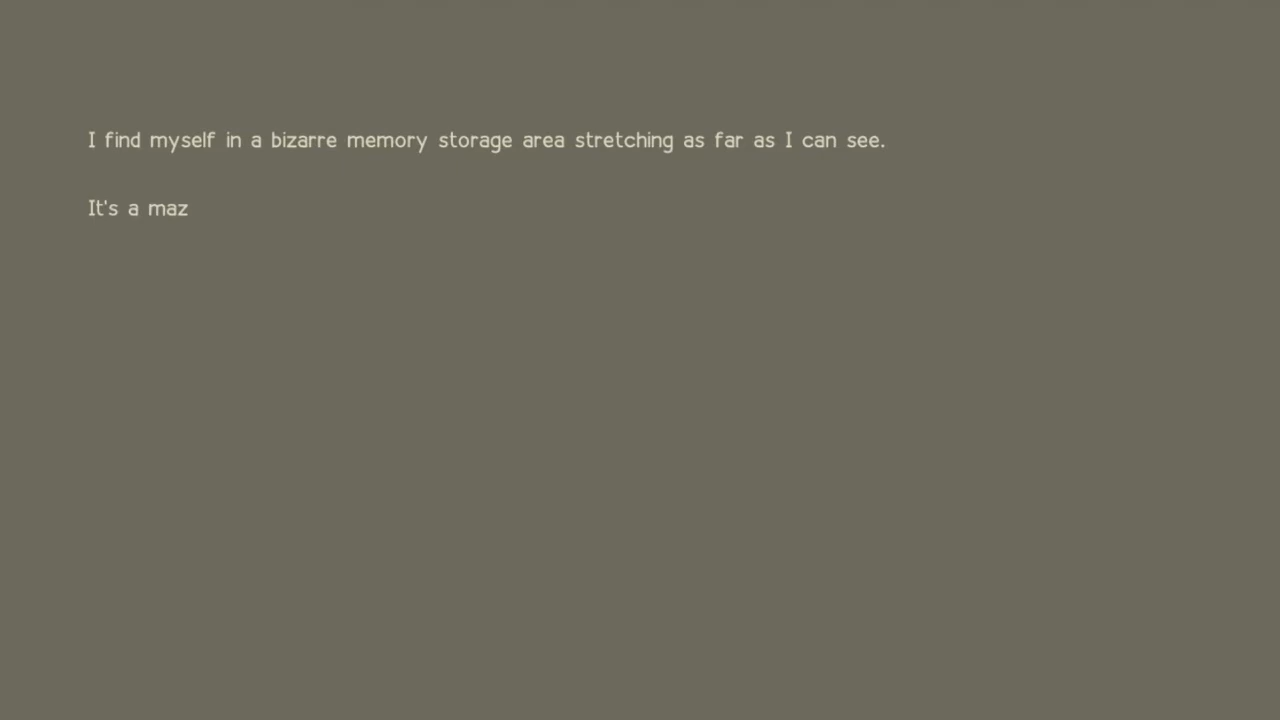 I find myself in a bizarre memory storage area stretching as far as I can see.
It's a maz